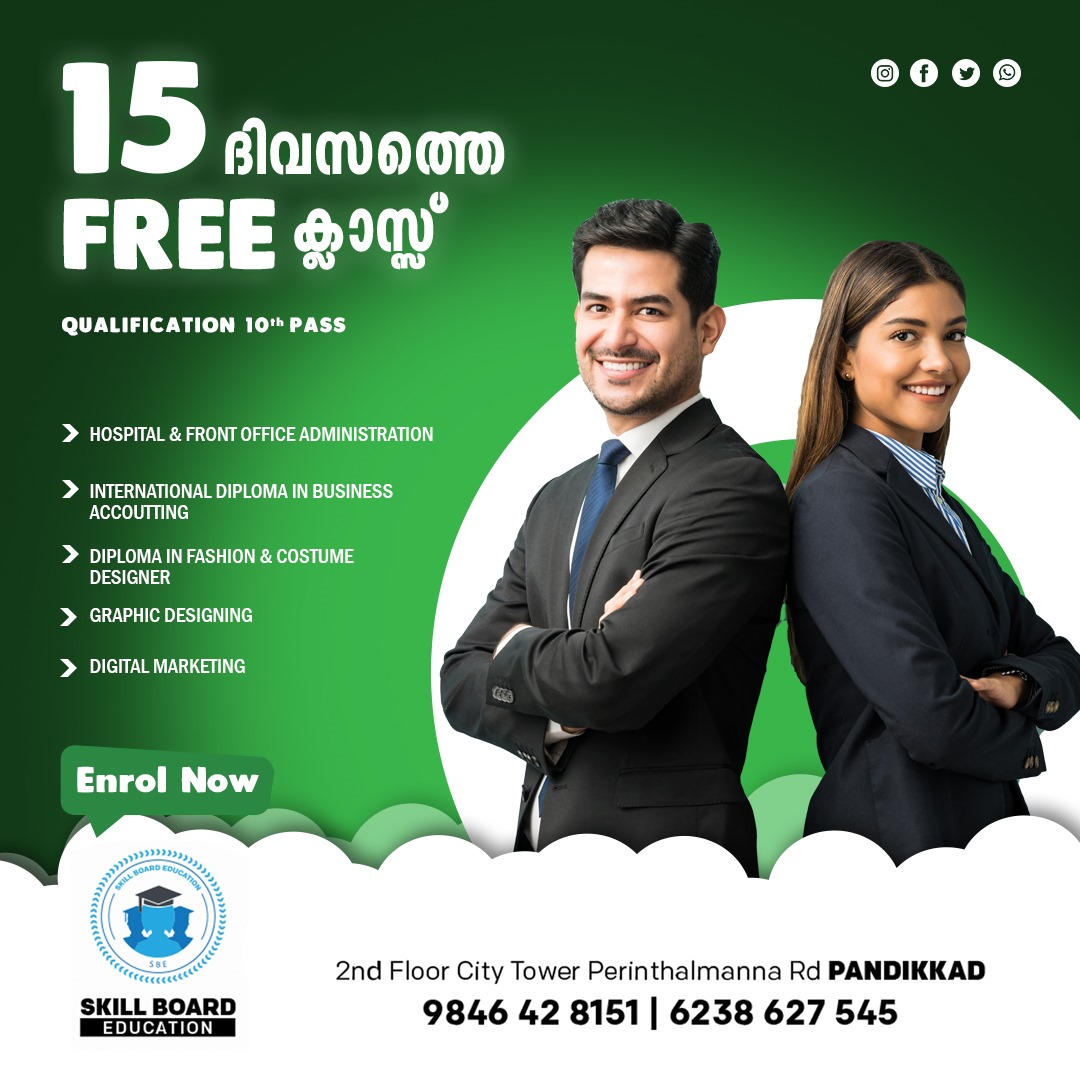 15 ദിവസത്തെ
FREE ക്ലാസ്സ്
QUALIFICATION 10th PASS
HOSPITAL & FRONT OFFICE ADMINISTRATION
INTERNATIONAL DIPLOMA IN BUSINESS
ACCOUTTING
DIPLOMA IN FASHION & COSTUME
DESIGNER
GRAPHIC DESIGNING
DIGITAL MARKETING
Enrol Now
SKILL BOARD EDUCATION
SBE
SKILL BOARD
EDUCATION
2nd Floor City Tower Perinthalmanna Rd PANDIKKAD
9846 42 8151 | 6238 627 545